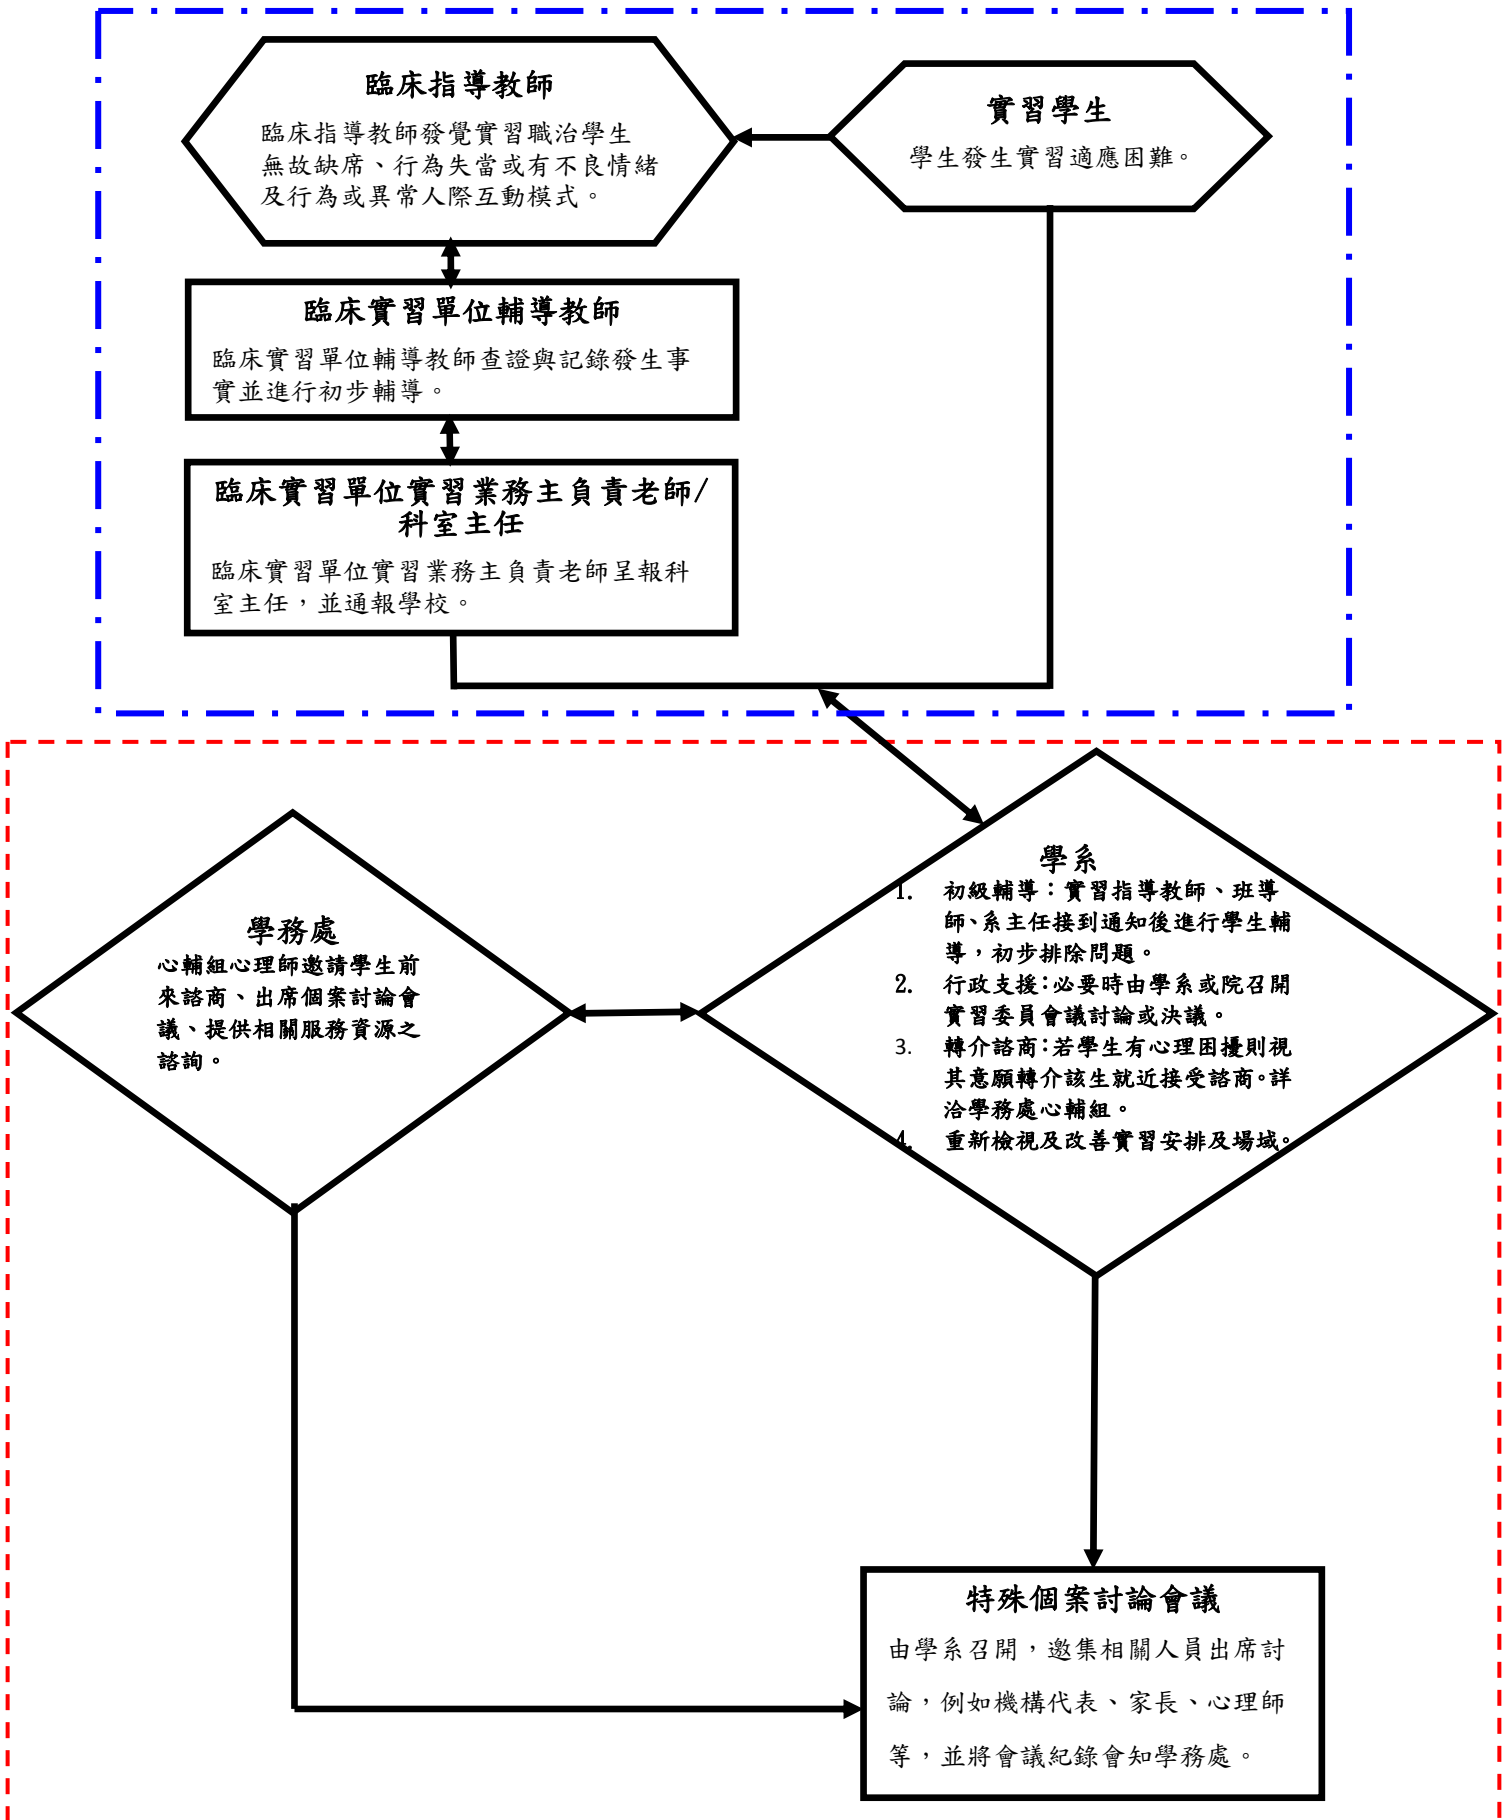 臨床指導教師
臨床指導教師發覺實習職治學生
無故缺席、行為失當或有不良情緒
及行為或異常人際互動模式。
實習學生
學生發生實習適應困難。
臨床實習單位輔導教師
臨床實習單位輔導教師查證與記錄發生事
實並進行初步輔導。
臨床實習單位實習業務主負責老師/
科室主任
臨床實習單位實習業務主負責老師呈報科
室主任，並通報學校。
學務處
心輔組心理師邀請學生前
來諮商、出席個案討論會
議、提供相關服務資源之
諮詢。
學系
1. 初級輔導：實習指導教師、班導
師、系主任接到通知後進行學生輔
導，初步排除問題。
2. 行政支援：必要時由學系或院召開
實習委員會議討論或決議。
3. 轉介諮商：若學生有心理困擾則視
其意願轉介該生就近接受諮商。詳
洽學務處心輔組。
4. 重新檢視及改善實習安排及場域。
特殊個案討論會議
由學系召開，邀集相關人員出席討
論，例如機構代表、家長、心理師
等，並將會議紀錄會知學務處。